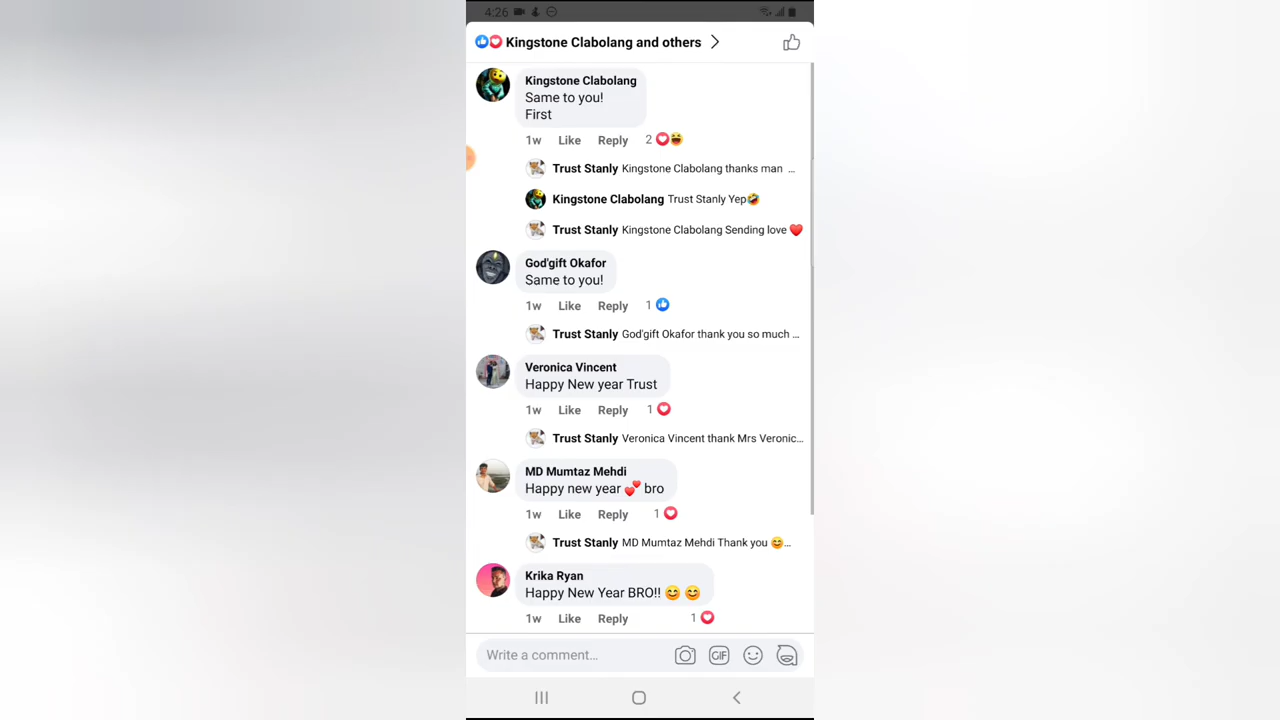 4:26
Kingstone Clabolang and others
Kingstone Clabolang
Same to you!
First
1w Like Reply 2
Trust Stanly Kingstone Clabolang thanks man ...
Kingstone Clabolang Trust Stanly Yep🤣
Trust Stanly Kingstone Clabolang Sending love ❤️
God'gift Okafor
Same to you!
1w Like Reply 1
Trust Stanly God'gift Okafor thank you so much ...
Veronica Vincent
Happy New year Trust
1w Like Reply 1
Trust Stanly Veronica Vincent thank Mrs Veronic...
MD Mumtaz Mehdi
Happy new year 💕 bro
1w Like Reply 1
Trust Stanly MD Mumtaz Mehdi Thank you 😊...
Krika Ryan
Happy New Year BRO!! 😊 😊
1w Like Reply 1
Write a comment...
GIF